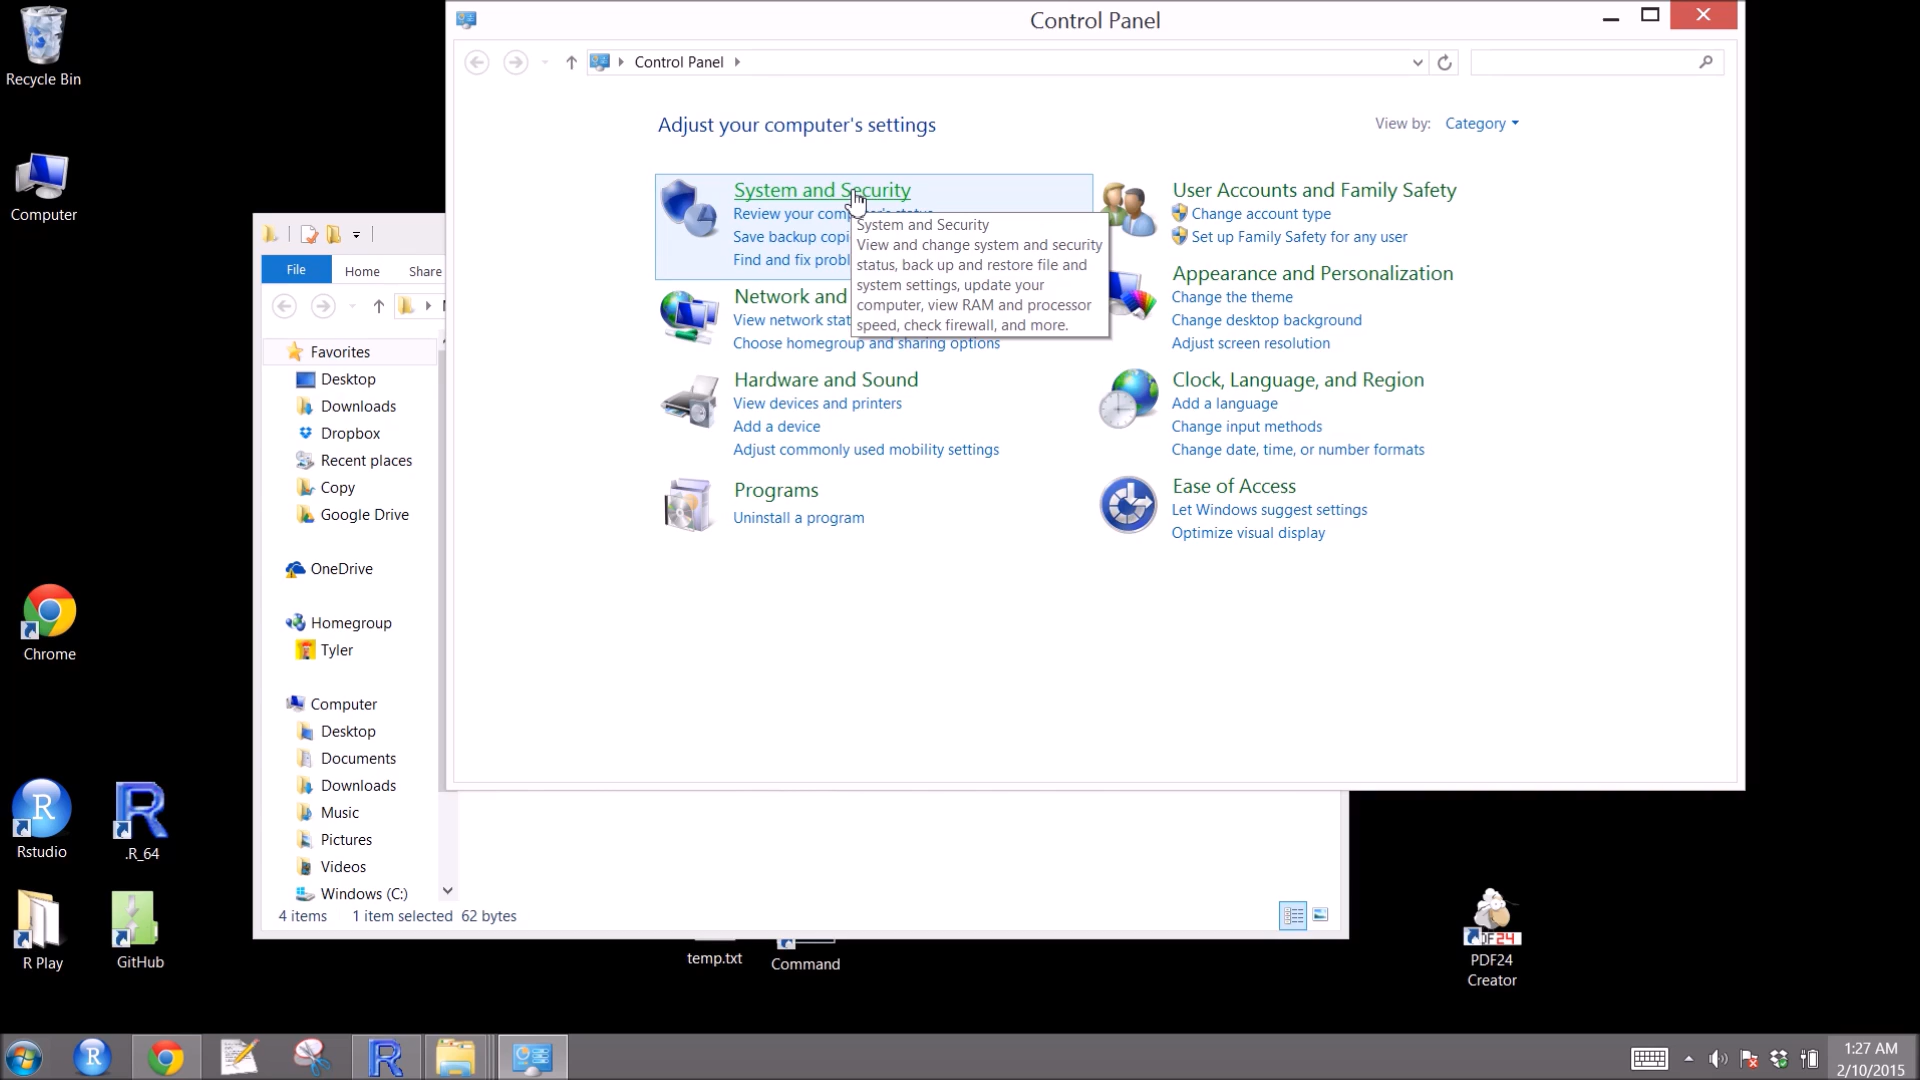 Control Panel
Recycle Bin
Control Panel
Adjust your computer's settings
View by: Category
System and Security
Review your computer's status
Save backup copi
Find and fix probl
System and Security
View and change system and security
status, back up and restore file and
system settings, update your
computer, view RAM and processor
speed, check firewall, and more.
Network and
View network stat
Choose homegroup and sharing options
Hardware and Sound
View devices and printers
Add a device
Adjust commonly used mobility settings
Programs
Uninstall a program
User Accounts and Family Safety
Change account type
Set up Family Safety for any user
Appearance and Personalization
Change the theme
Change desktop background
Adjust screen resolution
Clock, Language, and Region
Add a language
Change input methods
Change date, time, or number formats
Ease of Access
Let Windows suggest settings
Optimize visual display
Computer
File
Home
Share
Favorites
Desktop
Downloads
Dropbox
Recent places
Copy
Google Drive
OneDrive
Homegroup
Tyler
Computer
Desktop
Documents
Downloads
Music
Pictures
Videos
Windows (C:)
4 items 1 item selected 62 bytes
Chrome
Rstudio
.R_64
R Play
GitHub
temp.txt
Command
PDF24
Creator
1:27 AM
2/10/2015